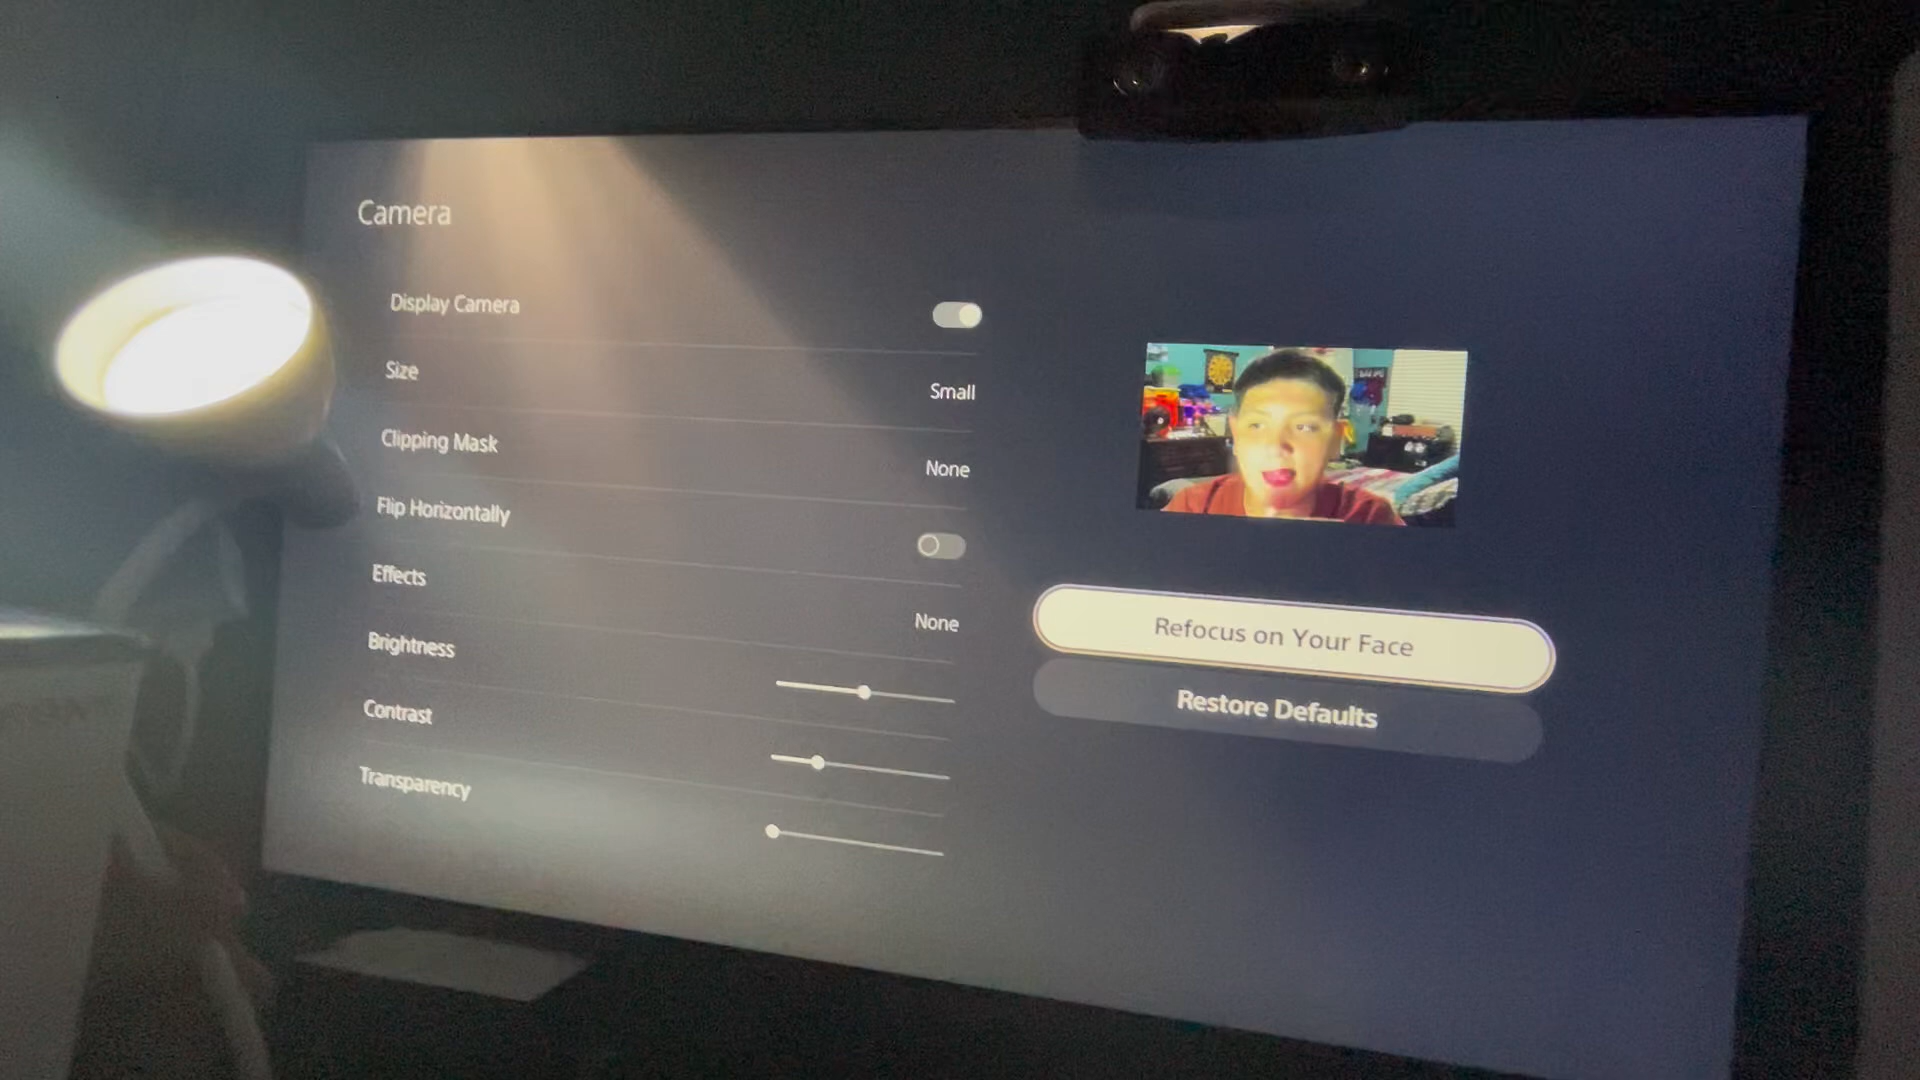 Camera
Display Camera
Size
Small
Clipping Mask
None
Flip Horizontally
Effects
None
Brightness
Contrast
Transparency
Refocus on Your Face
Restore Defaults